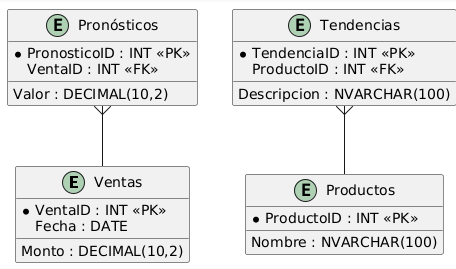 E Pronósticos
PronosticoID : INT «PK»
VentaID : INT «FK»
Valor : DECIMAL(10,2)
E Tendencias
TendenciaID : INT «PK»
ProductoID : INT «FK»
Descripcion : NVARCHAR(100)
E Ventas
VentaID : INT «PK»
Fecha : DATE
Monto : DECIMAL(10,2)
E Productos
ProductoID : INT «PK»
Nombre : NVARCHAR(100)